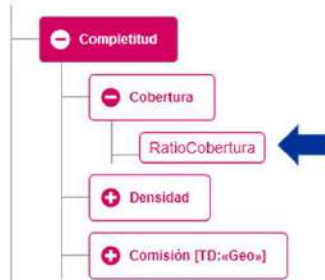 Completitud
Cobertura
RatioCobertura
Densidad
Comisión [TD:«Geo»]